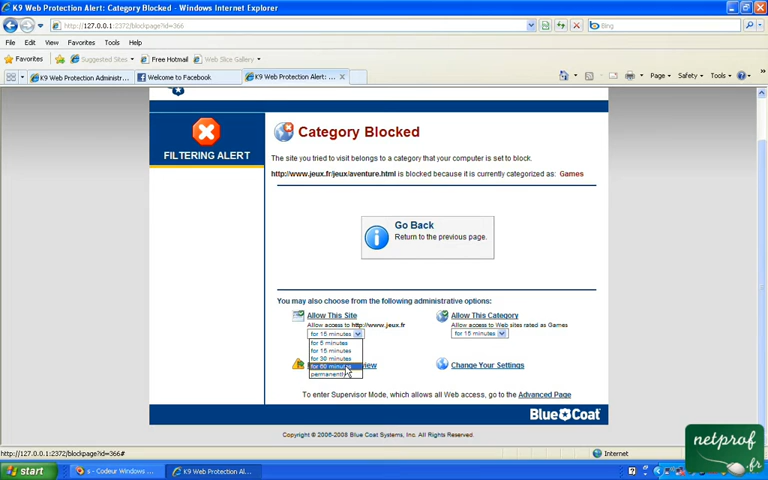 K9 Web Protection Alert: Category Blocked - Windows Internet Explorer
http://127.0.0.1:2372/blockpage?id=366
Bing
File Edit View Favorites Tools Help
Favorites Suggested Sites Free Hotmail Web Slice Gallery
K9 Web Protection Administr... Welcome to Facebook K9 Web Protection Alert: ... Page Safety Tools
FILTERING ALERT
Category Blocked
The site you tried to visit belongs to a category that your computer is set to block.
http://www.jeux.fr/jeux/aventure.html is blocked because it is currently categorized as: Games
Go Back
Return to the previous page.
You may also choose from the following administrative options:
Allow This Site
Allow access to http://www.jeux.fr
for 15 minutes
for 5 minutes
for 15 minutes
for 30 minutes
for 60 minutes
permanently
Allow This Category
Allow access to Web sites rated as Games
for 15 minutes
Change Your Settings
To enter Supervisor Mode, which allows all Web access, go to the Advanced Page
Blue Coat
Copyright © 2006-2008 Blue Coat Systems, Inc. All Rights Reserved.
http://127.0.0.1:2372/blockpage?id=366# Internet
start s - Codeur Windows ... K9 Web Protection Al...
netprof
.fr